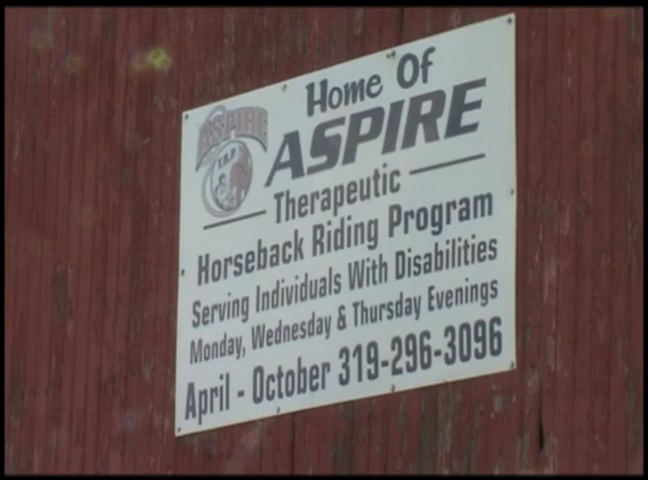 Home Of
ASPIRE
ASPIRE
T.R.P.
Therapeutic
Horseback Riding Program
Serving Individuals With Disabilities
Monday, Wednesday & Thursday Evenings
April - October 319-296-3096